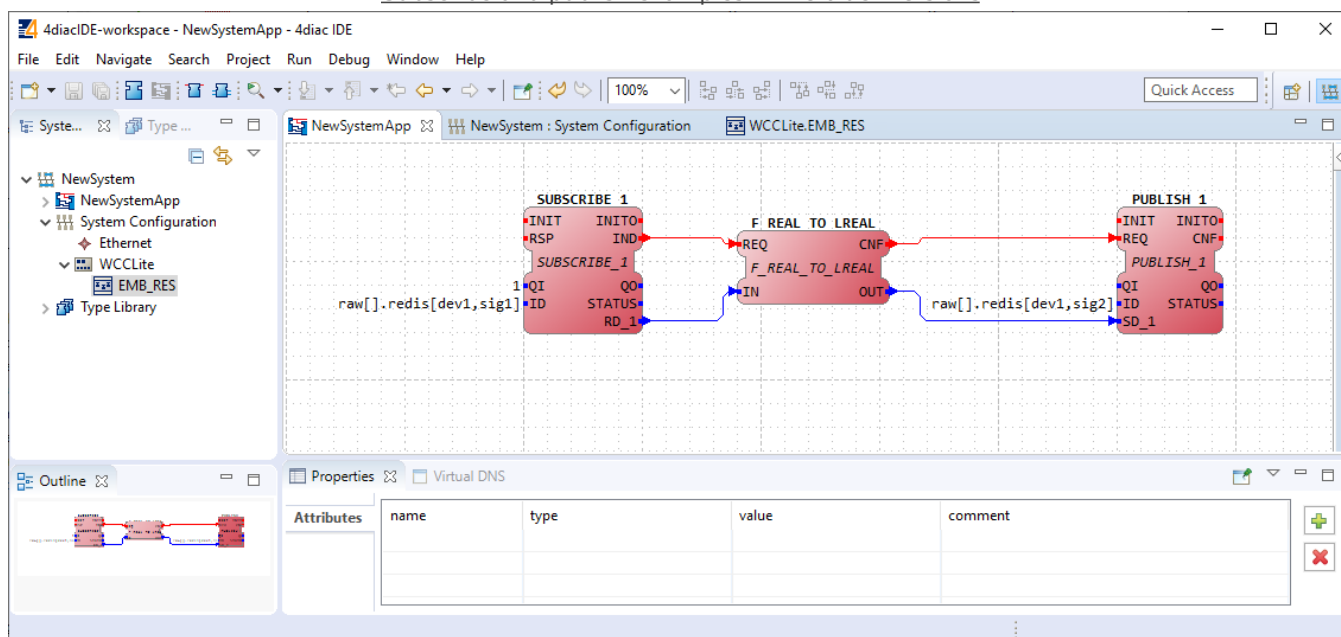 4diacIDE-workspace - NewSystemApp - 4diac IDE
File Edit Navigate Search Project Run Debug Window Help
100%
Quick Access
Syste...
Type ...
NewSystemApp
NewSystem : System Configuration
WCCLite.EMB_RES
NewSystem
NewSystemApp
System Configuration
Ethernet
WCCLite
EMB_RES
Type Library
SUBSCRIBE_1
INIT INITO
RSP IND
SUBSCRIBE_1
1 QI QO
raw[].redis[dev1,sig1] ID STATUS
RD_1
F_REAL_TO_LREAL
REQ CNF
F_REAL_TO_LREAL
IN OUT
PUBLISH_1
INIT INITO
REQ CNF
PUBLISH_1
QI QO
raw[].redis[dev1,sig2] ID STATUS
SD_1
Outline
Properties
Virtual DNS
Attributes
name type value comment